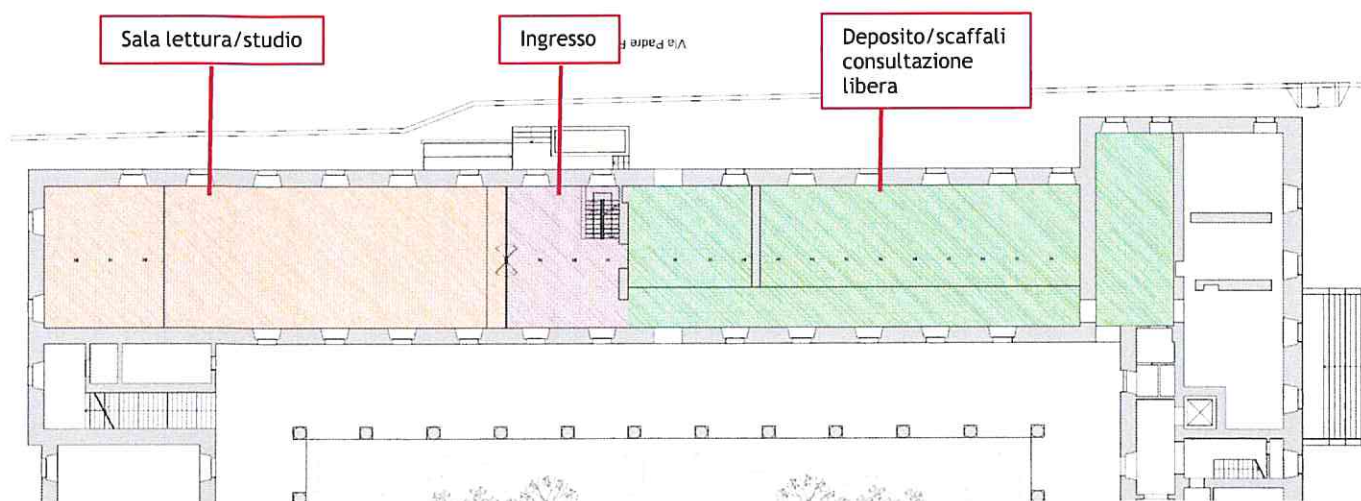 Sala lettura/studio
Ingresso
Via Padre
Deposito/scaffali
consultazione
libera